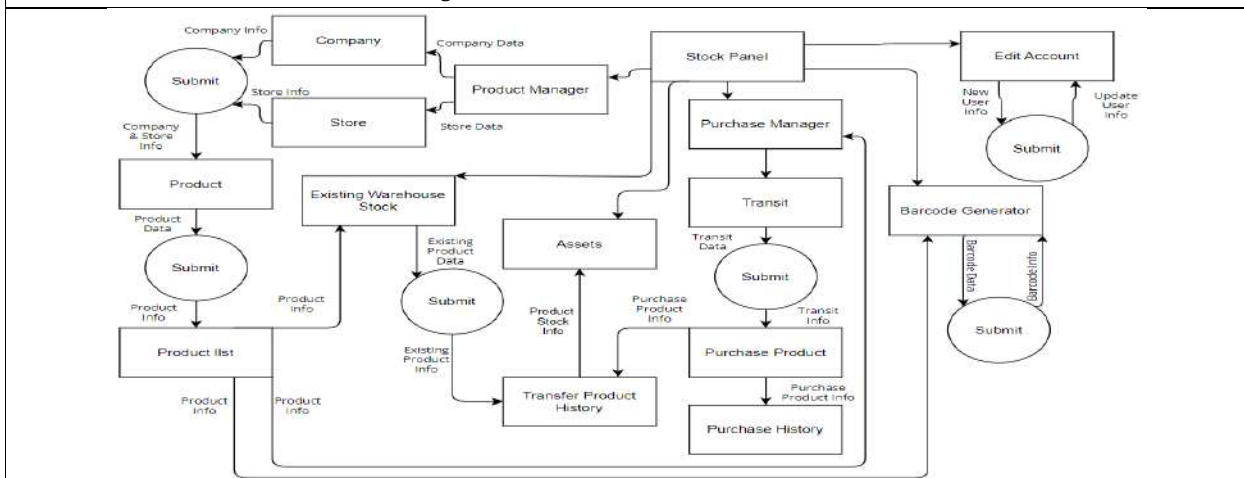 Company Info
Company
Company Data
Stock Panel
Edit Account
Submit
Product Manager
Store Info
Store
Store Data
New
User
Info
Update
User
Info
Company
& Store
Info
Purchase Manager
Submit
Product
Existing Warehouse
Stock
Transit
Barcode Generator
Product
Data
Existing
Product
Data
Assets
Transit
Data
Barcode Data
Barcode Info
Submit
Submit
Submit
Product
Info
Product
Info
Product
Stock
Info
Purchase
Product
Info
Transit
Info
Submit
Product list
Existing
Product
Info
Purchase Product
Product
Info
Product
Info
Transfer Product
History
Purchase
Product Info
Purchase History